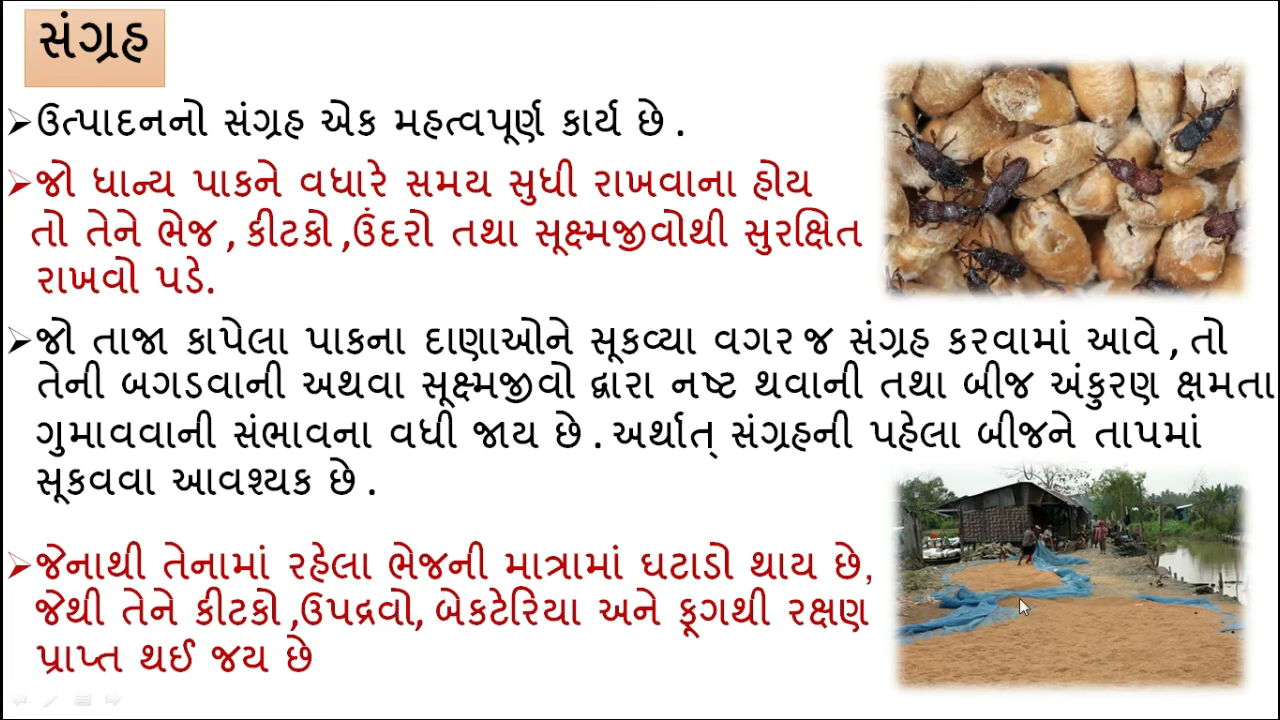 સંગ્રહ
➢ઉત્પાદનનો સંગ્રહ એક મહત્વપૂર્ણ કાર્ય છે .
➢જો ધાન્ય પાકને વધારે સમય સુધી રાખવાના હોય
તો તેને ભેજ , કીટકો ,ઉંદરો તથા સૂક્ષ્મજીવોથી સુરક્ષિત
રાખવો પડે.
➢જો તાજા કાપેલા પાકના દાણાઓને સૂકવ્યા વગર જ સંગ્રહ કરવામાં આવે , તો
તેની બગડવાની અથવા સૂક્ષ્મજીવો દ્વારા નષ્ટ થવાની તથા બીજ અંકુરણ ક્ષમતા
ગુમાવવાની સંભાવના વધી જાય છે . અર્થાત્ સંગ્રહની પહેલા બીજને તાપમાં
સૂકવવા આવશ્યક છે .
➢જેનાથી તેનામાં રહેલા ભેજની માત્રામાં ઘટાડો થાય છે,
જેથી તેને કીટકો ,ઉપદ્રવો, બેકટેરિયા અને ફૂગથી રક્ષણ
પ્રાપ્ત થઈ જય છે